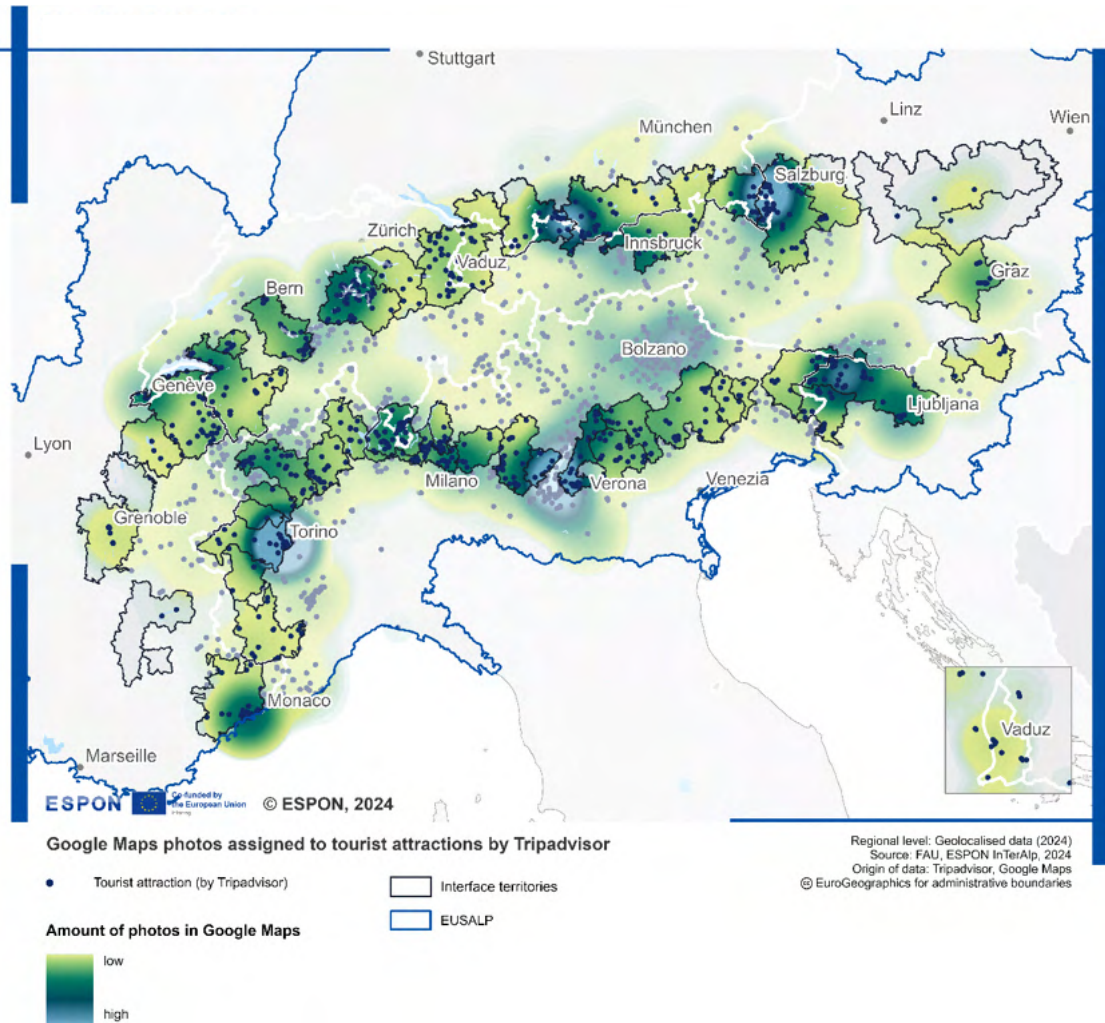 Stuttgart
Linz
Wien
München
Salzburg
Zürich
Innsbruck
Vaduz
Graz
Bern
Bolzano
Genève
Ljubljana
Lyon
Milano
Verona
Venezia
Grenoble
Torino
Monaco
Vaduz
Marseille
ESPON
Co-funded by
the European Union
Interreg
© ESPON, 2024
Google Maps photos assigned to tourist attractions by Tripadvisor
Regional level: Geolocalised data (2024)
Source: FAU, ESPON InTerAlp, 2024
Origin of data: Tripadvisor, Google Maps
© EuroGeographics for administrative boundaries
Tourist attraction (by Tripadvisor)
Interface territories
EUSALP
Amount of photos in Google Maps
low
high